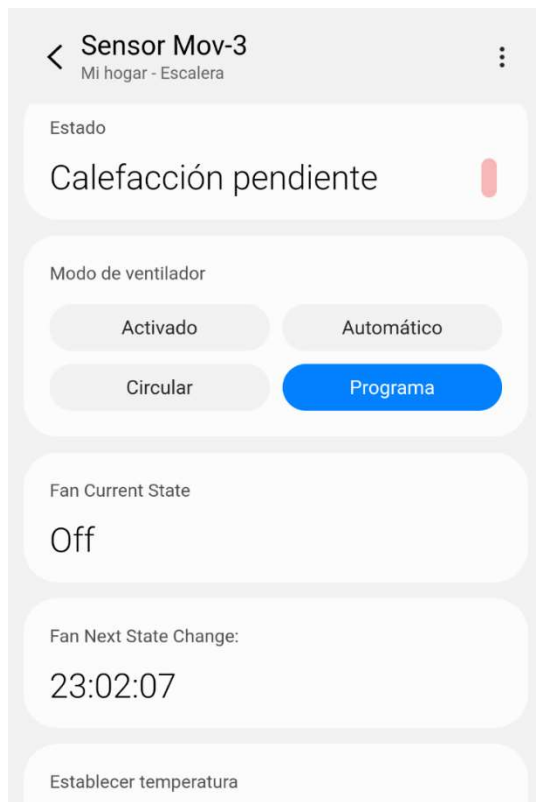 Sensor Mov-3
Mi hogar - Escalera
Estado
Calefacción pendiente
Modo de ventilador
Activado
Automático
Circular
Programa
Fan Current State
Off
Fan Next State Change:
23:02:07
Establecer temperatura